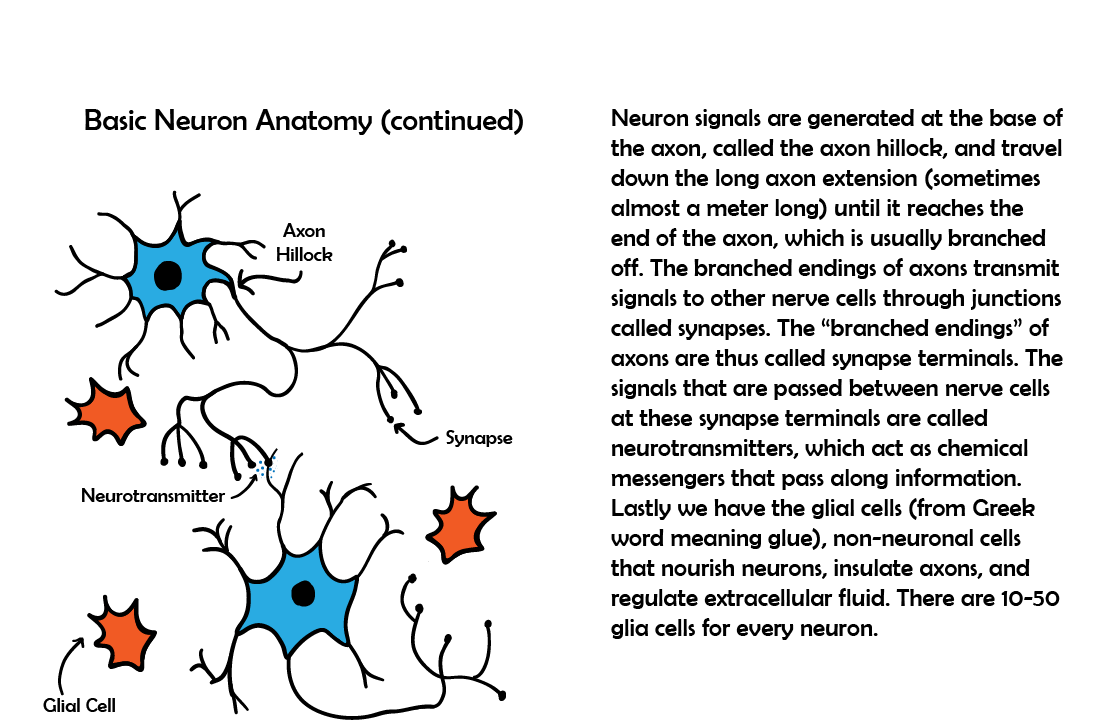 Basic Neuron Anatomy (continued)
Axon
Hillock
Synapse
Neurotransmitter
Glial Cell
Neuron signals are generated at the base of
the axon, called the axon hillock, and travel
down the long axon extension (sometimes
almost a meter long) until it reaches the
end of the axon, which is usually branched
off. The branched endings of axons transmit
signals to other nerve cells through junctions
called synapses. The “branched endings” of
axons are thus called synapse terminals. The
signals that are passed between nerve cells
at these synapse terminals are called
neurotransmitters, which act as chemical
messengers that pass along information.
Lastly we have the glial cells (from Greek
word meaning glue), non-neuronal cells
that nourish neurons, insulate axons, and
regulate extracellular fluid. There are 10-50
glia cells for every neuron.